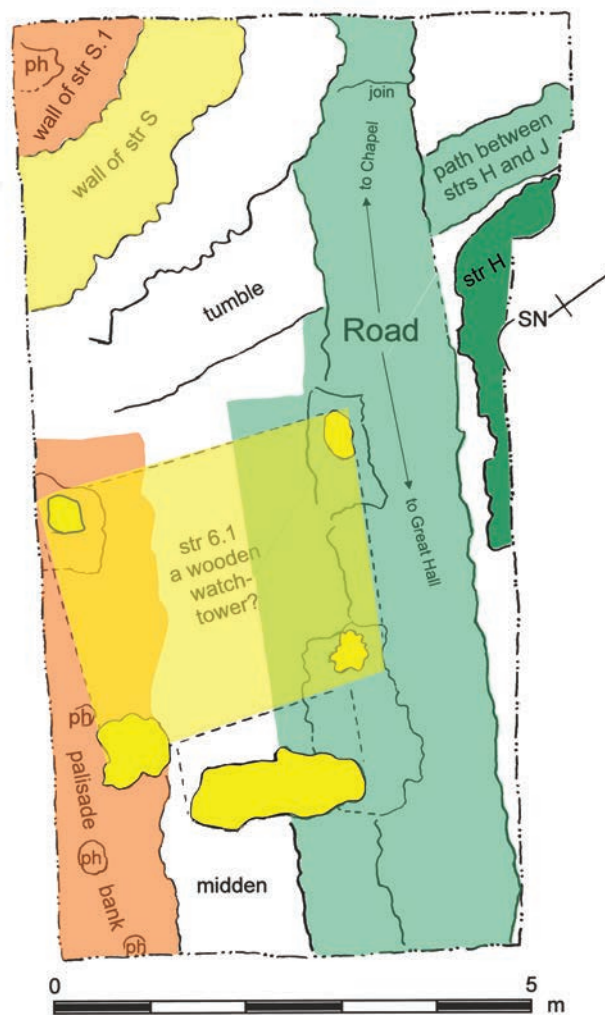 ph
wall of str S.1
wall of str S
join
to Chapel
path between
strs H and J
str H
SN
tumble
Road
to Great Hall
str 6.1
a wooden
watch-
tower?
ph
palisade
ph
bank
ph
midden
0
5
m